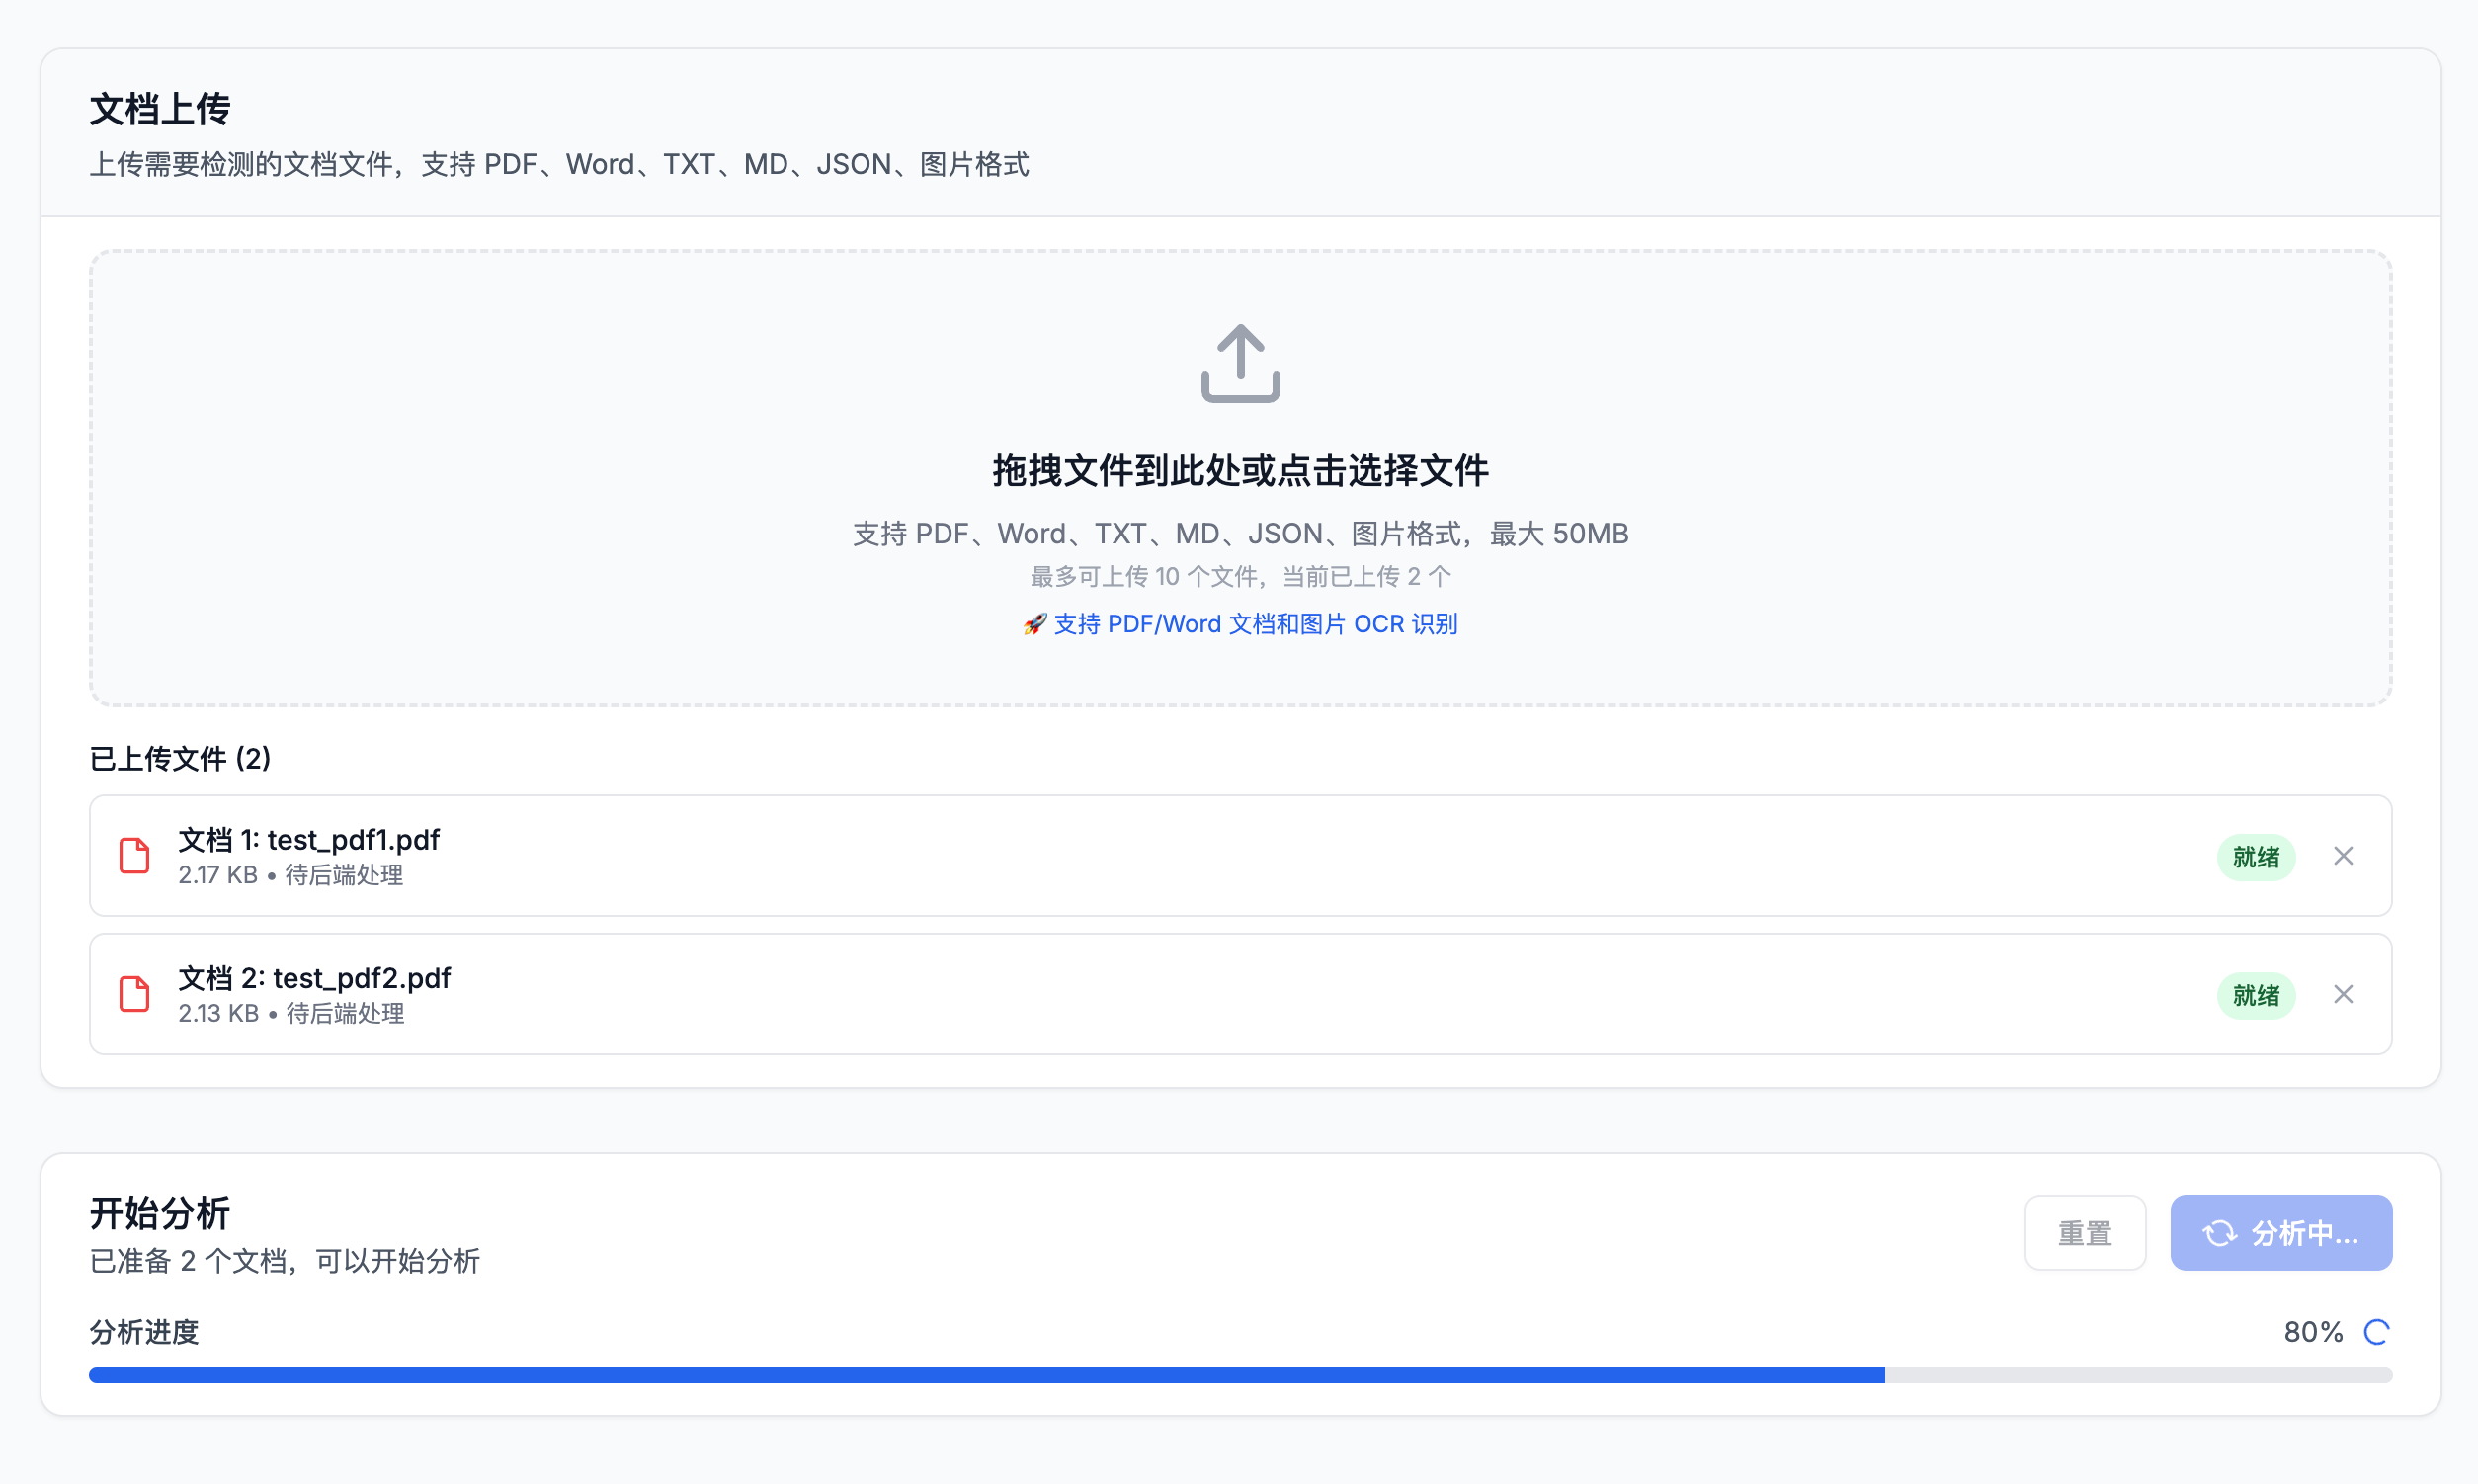 文档上传
上传需要检测的文档文件，支持 PDF、Word、TXT、MD、JSON、图片格式
拖拽文件到此处或点击选择文件
支持 PDF、Word、TXT、MD、JSON、图片格式，最大 50MB
最多可上传 10 个文件，当前已上传 2 个
🚀 支持 PDF/Word 文档和图片 OCR 识别
已上传文件 (2)
文档 1: test_pdf1.pdf
2.17 KB • 待后端处理
就绪
文档 2: test_pdf2.pdf
2.13 KB • 待后端处理
就绪
开始分析
已准备 2 个文档，可以开始分析
重置
分析中...
分析进度
80%